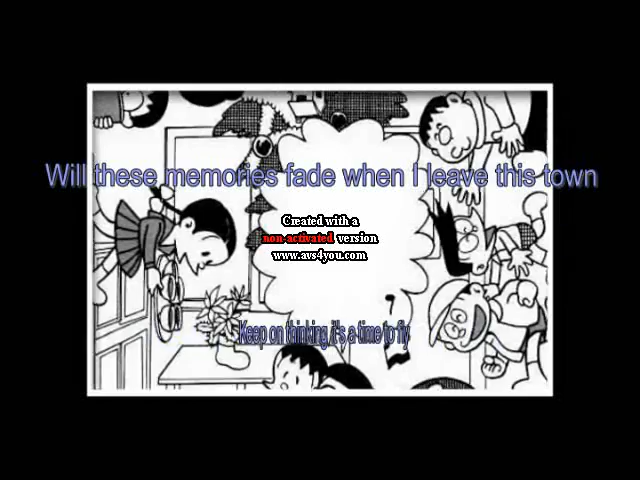 Will these memories fade when I leave this town
Created with a
non-activated version
www.avs4you.com
Keep on thinking,it's a time to fly